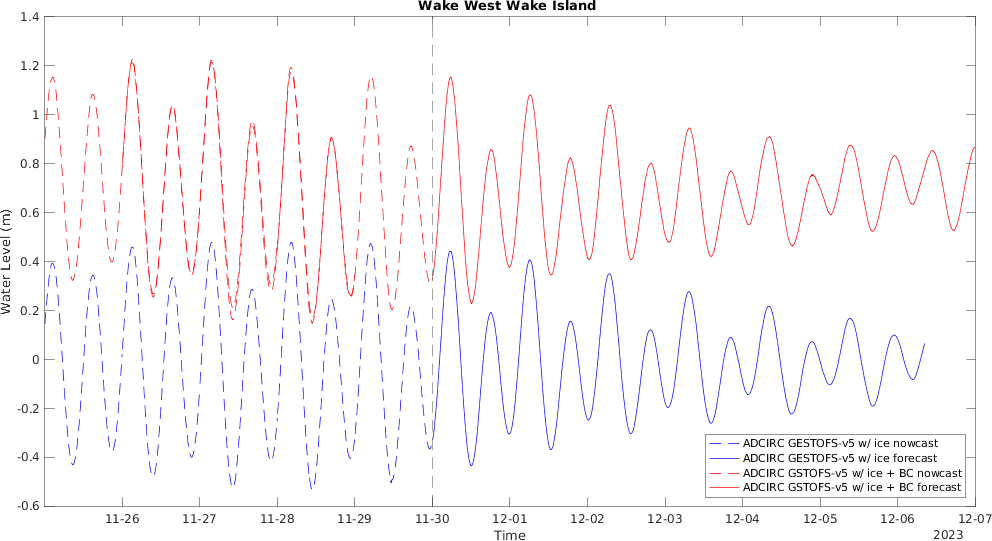 Wake West Wake Island
1.4
1.2
1
0.8
0.6
0.4
0.2
0
-0.2
-0.4
-0.6
Water Level (m)
11-26 11-27 11-28 11-29 11-30 12-01 12-02 12-03 12-04 12-05 12-06 12-07
Time
2023
ADCIRC GESTOFS-v5 w/ ice nowcast
ADCIRC GESTOFS-v5 w/ ice forecast
ADCIRC GSTOFS-v5 w/ ice + BC nowcast
ADCIRC GSTOFS-v5 w/ ice + BC forecast